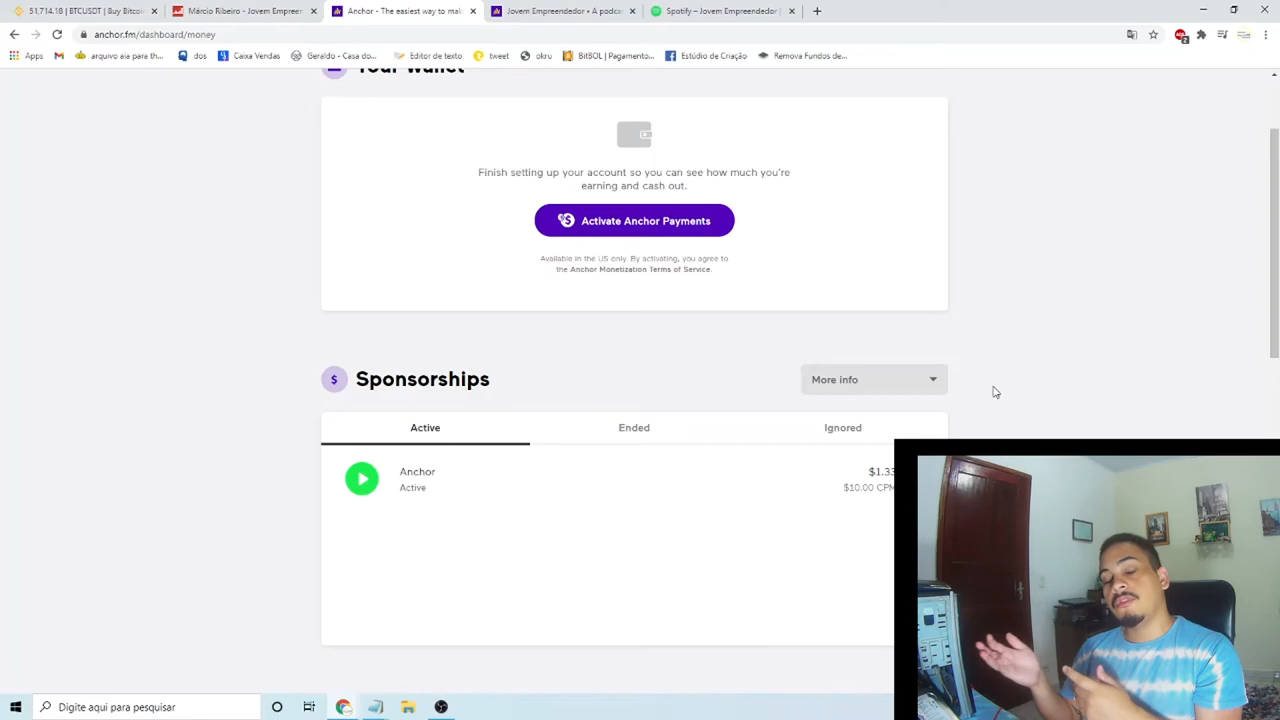 51,714.18 | BTCUSDT | Buy Bitcoi
Márcio Ribeiro - Jovem Empreer
Anchor - The easiest way to mak
Jovem Empreendedor • A podca
Spotify – Jovem Empreendedor |
anchor.fm/dashboard/money
Apps
arquivo aia para th...
dos
Caixa Vendas
Geraldo - Casa do...
Editor de texto
tweet
okru
BitBOL | Pagamento...
Estúdio de Criação
Remova Fundos de...
Your wallet
Finish setting up your account so you can see how much you're
earning and cash out.
Activate Anchor Payments
Available in the US only. By activating, you agree to
the Anchor Monetization Terms of Service.
$ Sponsorships
More info
Active
Ended
Ignored
Anchor
$1.33
Active
$10.00 CPM
Digite aqui para pesquisar